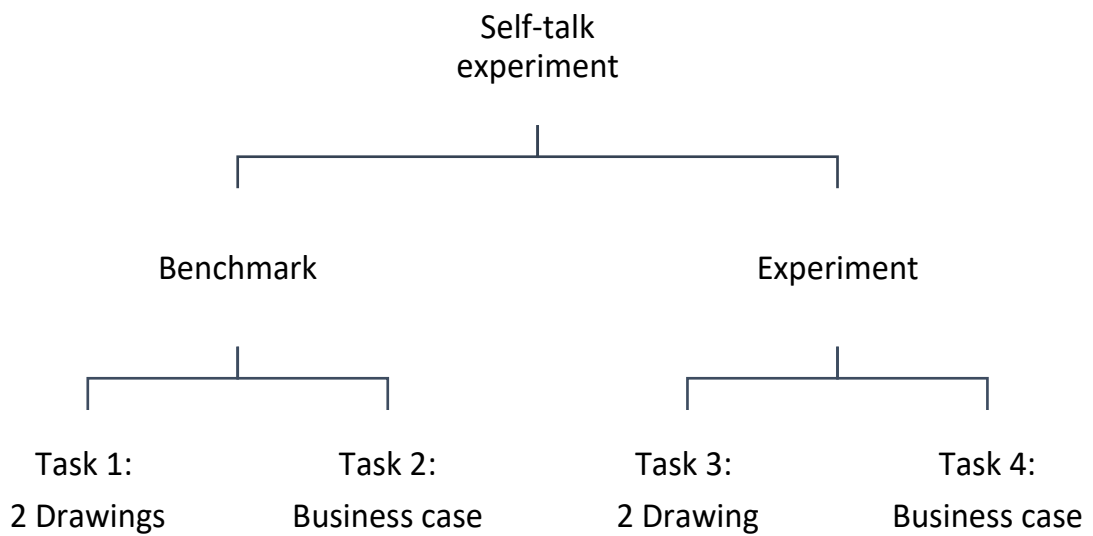 Self-talk
experiment
Benchmark
Experiment
Task 1:
2 Drawings
Task 2:
Business case
Task 3:
2 Drawing
Task 4:
Business case